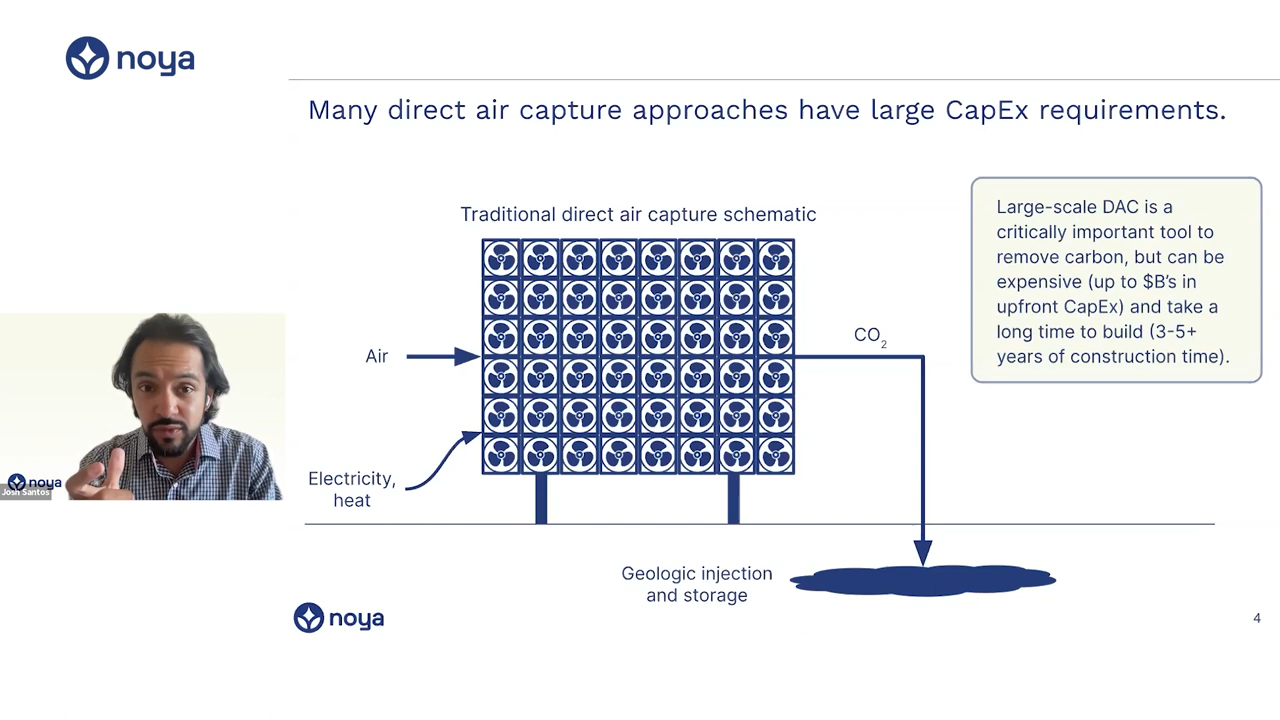 noya
Many direct air capture approaches have large CapEx requirements.
Traditional direct air capture schematic
Large-scale DAC is a
critically important tool to
remove carbon, but can be
expensive (up to $B's in
upfront CapEx) and take a
long time to build (3-5+
years of construction time).
Air
CO2
Electricity,
heat
Geologic injection
and storage
noya
Josh Santos
noya
4